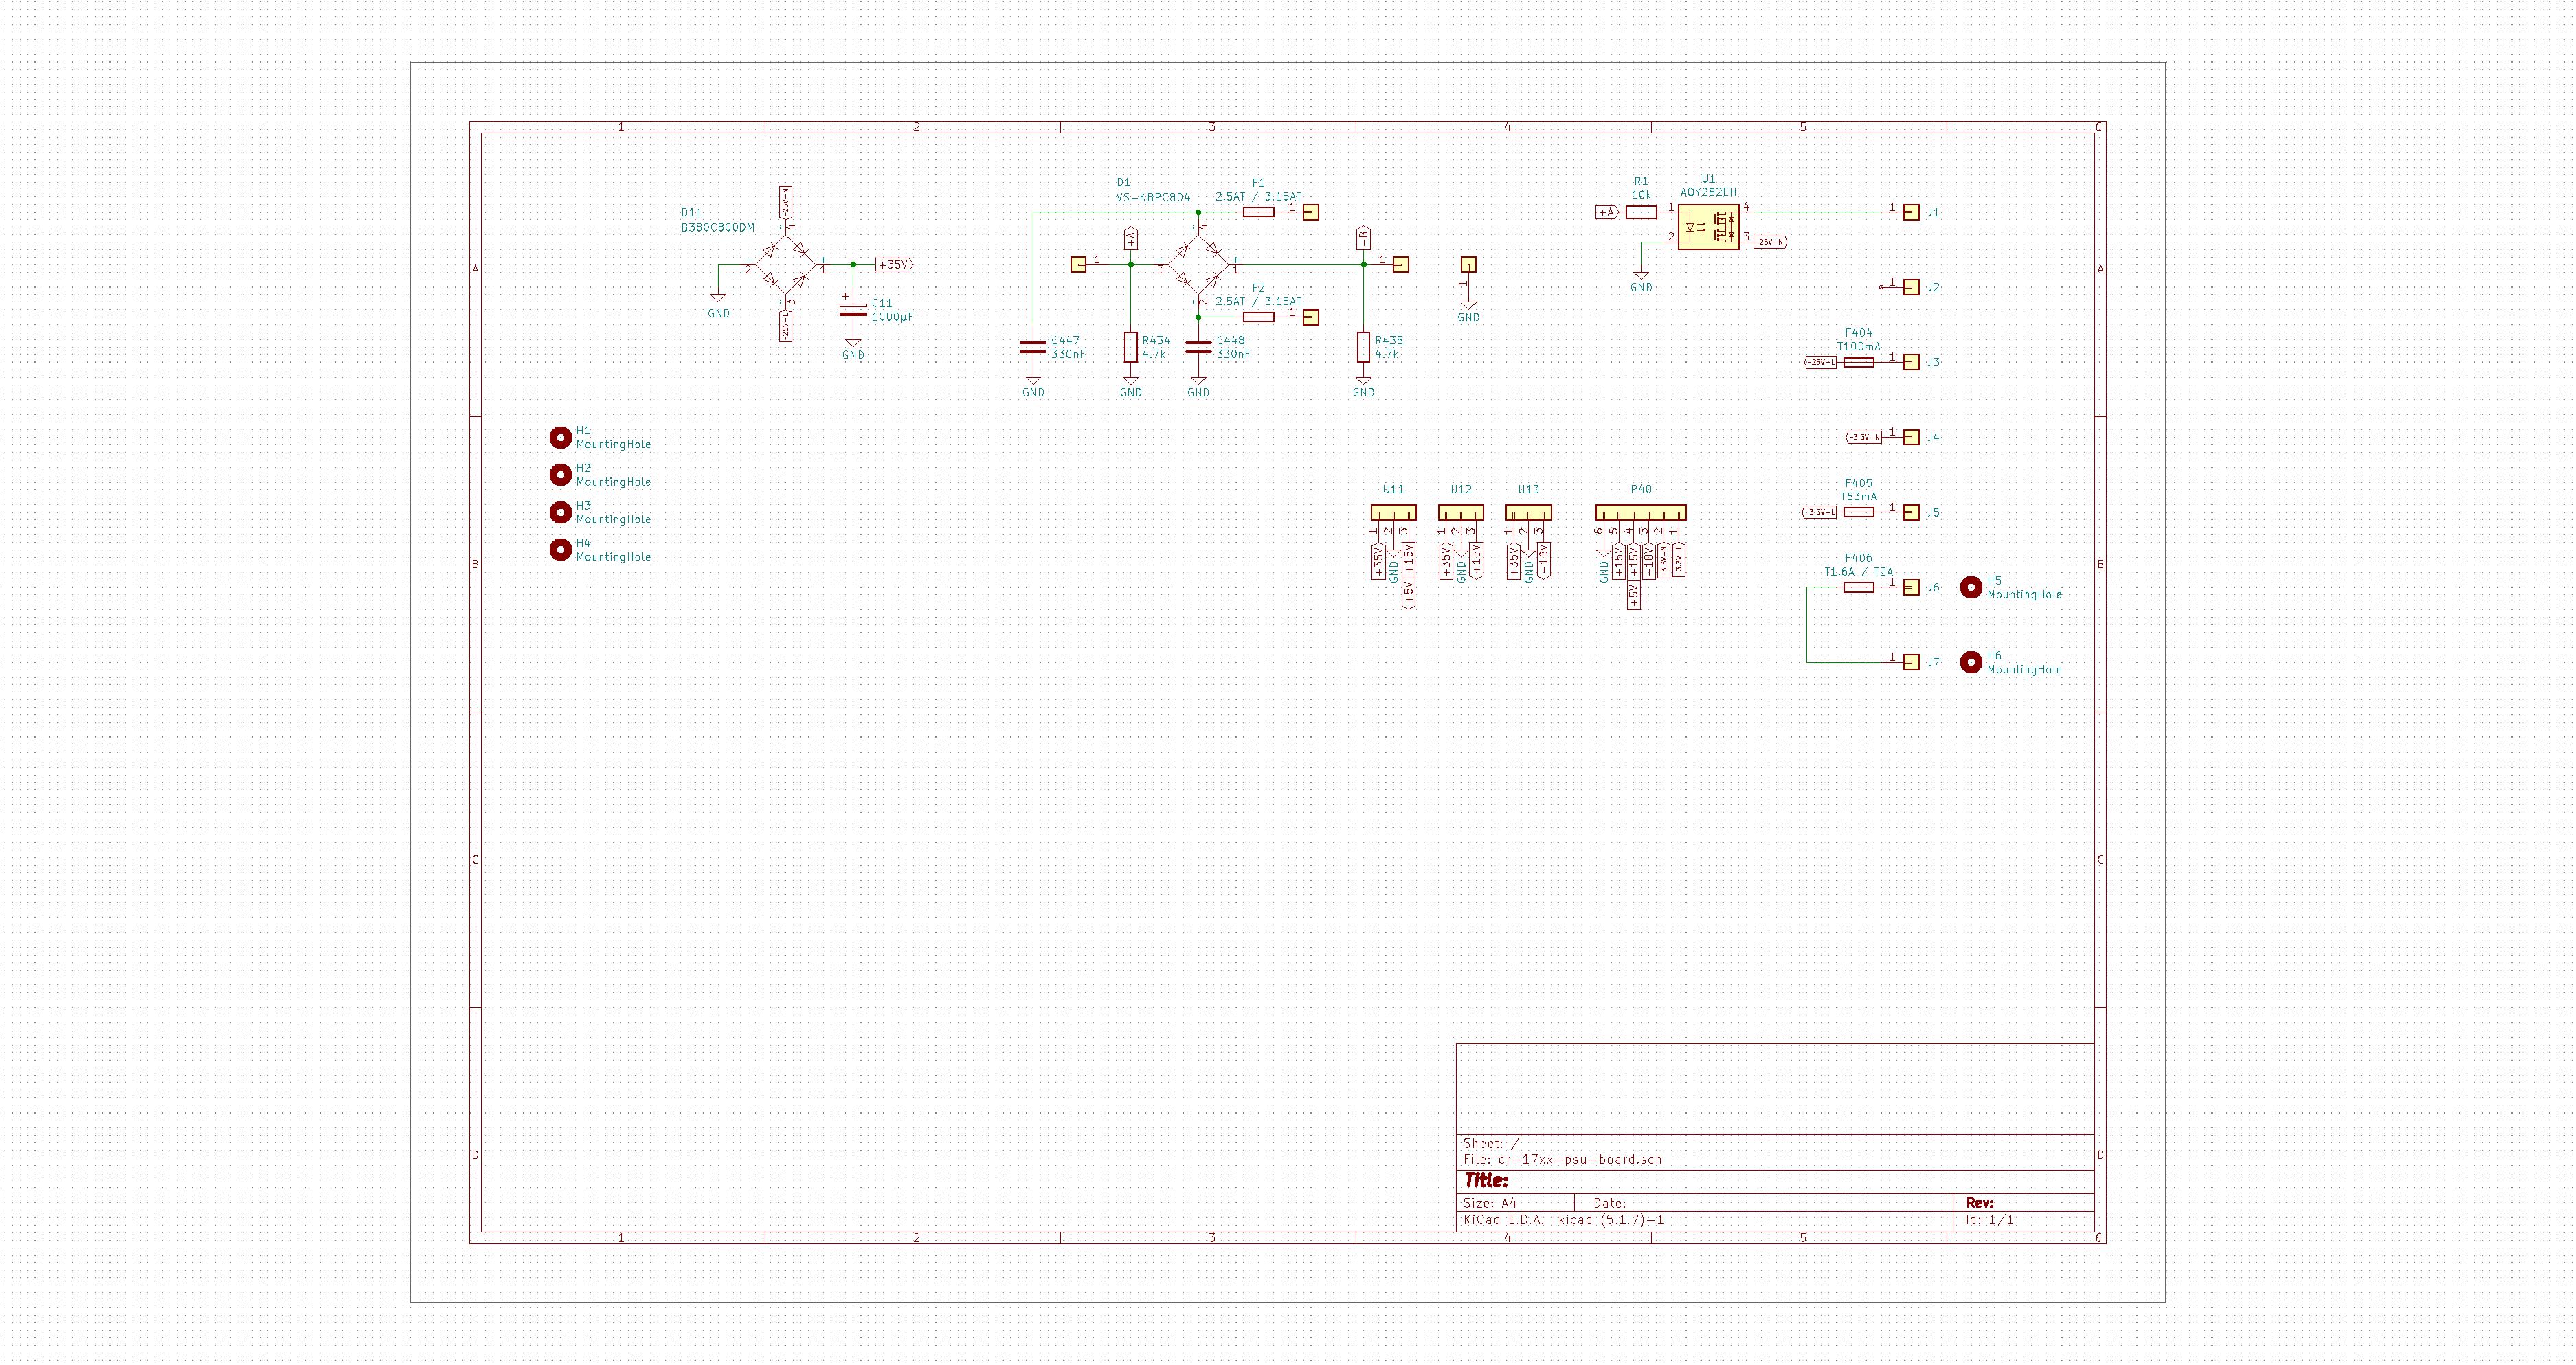 1 2 3 4 5 6
A
B
C
D
D11
B380C800DM
~25V-N
~ 4
- 2
+ 1
~ 3
~25V-L
+35V
GND
+
C11
1000µF
GND
D1
VS-KBPC804
F1
2.5AT / 3.15AT
1
~ 4
+A
1
- 3
+ 1
~ 2
-B
1
F2
2.5AT / 3.15AT
1
1
GND
C447
330nF
GND
R434
4.7k
GND
C448
330nF
GND
R435
4.7k
GND
R1
10k
+A
U1
AQY282EH
1
2
4
3
~25V-N
GND
1 J1
1 J2
F404
T100mA
~25V-L
1 J3
~3.3V-N
1 J4
F405
T63mA
~3.3V-L
1 J5
F406
T1.6A / T2A
1 J6
1 J7
H5
MountingHole
H6
MountingHole
H1
MountingHole
H2
MountingHole
H3
MountingHole
H4
MountingHole
U11
1 2 3
+35V
GND
+5V|+15V
U12
1 2 3
+35V
GND
+15V
U13
1 2 3
+35V
GND
-18V
P40
6 5 4 3 2 1
GND
+15V
+5V|+15V
-18V
~3.3V-N
~3.3V-L
A
B
C
D
Sheet: /
File: cr-17xx-psu-board.sch
Title:
Size: A4 Date: Rev:
KiCad E.D.A. kicad (5.1.7)-1 Id: 1/1
1 2 3 4 5 6